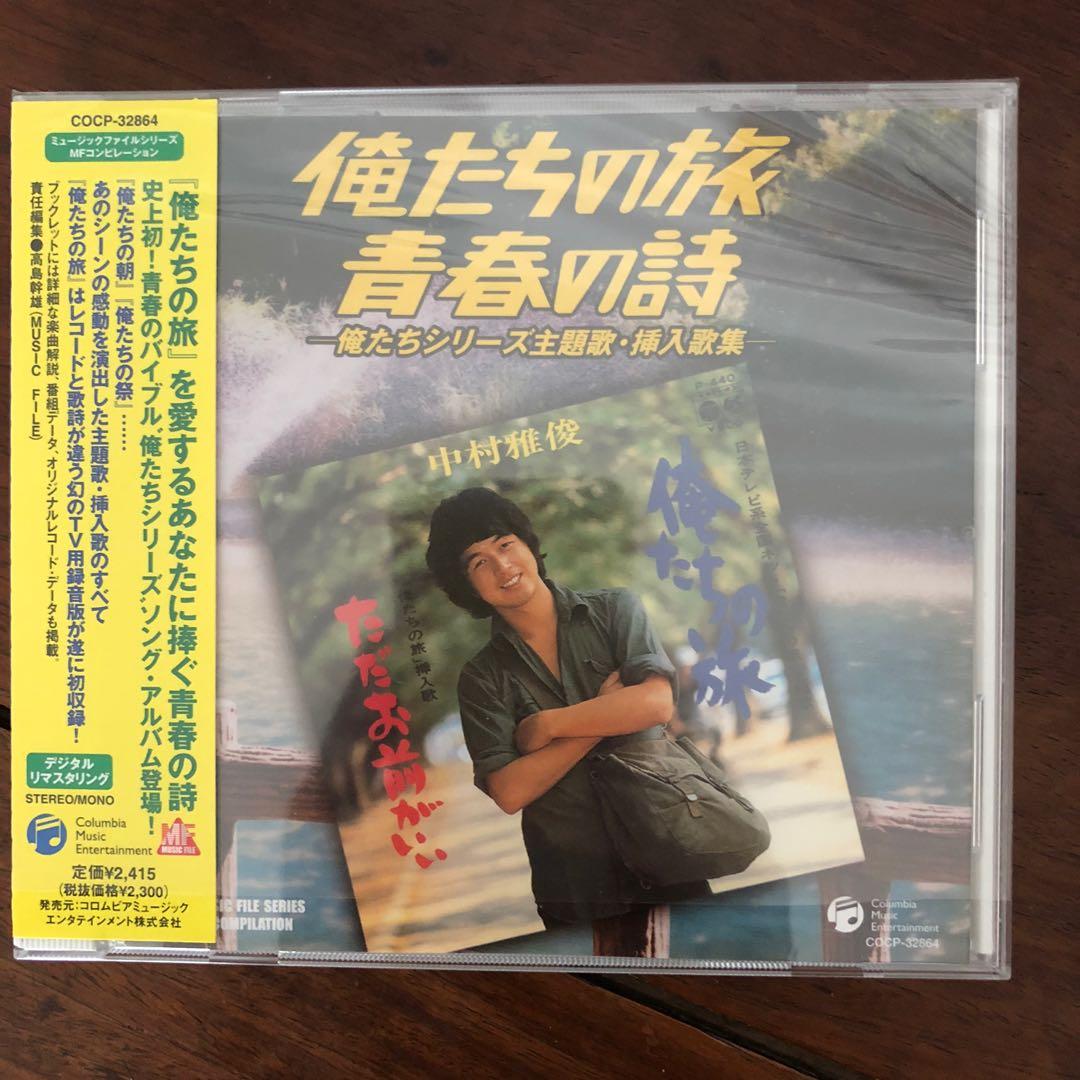 COCP-32864
ミュージックファイルシリーズ
MFコンピレーション
『俺たちの旅』を愛するあなたに捧ぐ青春の詩
史上初!青春のバイブル、俺たちシリーズ、ソング・アルバム登場!
『俺たちの朝』『俺たちの祭』……
あのシーンの感動を演出した主題歌・挿入歌のすべて
『俺たちの旅』はレコードと歌詩が違う幻のTV用録音版が遂に初収録!
ブックレットには詳細な楽曲解説、番組データ、オリジナルレコード・データも掲載。
責任編集●高島幹雄(MUSIC FILE)
デジタル
リマスタリング
STEREO/MONO
Columbia
Music
Entertainment
MF
MUSIC FILE
定価¥2,415
(税抜価格¥2,300)
発売元:コロムビアミュージック
エンタテインメント株式会社
俺たちの旅
青春の詩
―俺たちシリーズ主題歌・挿入歌集―
中村雅俊
俺たちの旅
「俺たちの旅」挿入歌
ただお前がいい
IC FILE SERIES
OMPILATION
Columbia
Music
Entertainment
COCP-32864